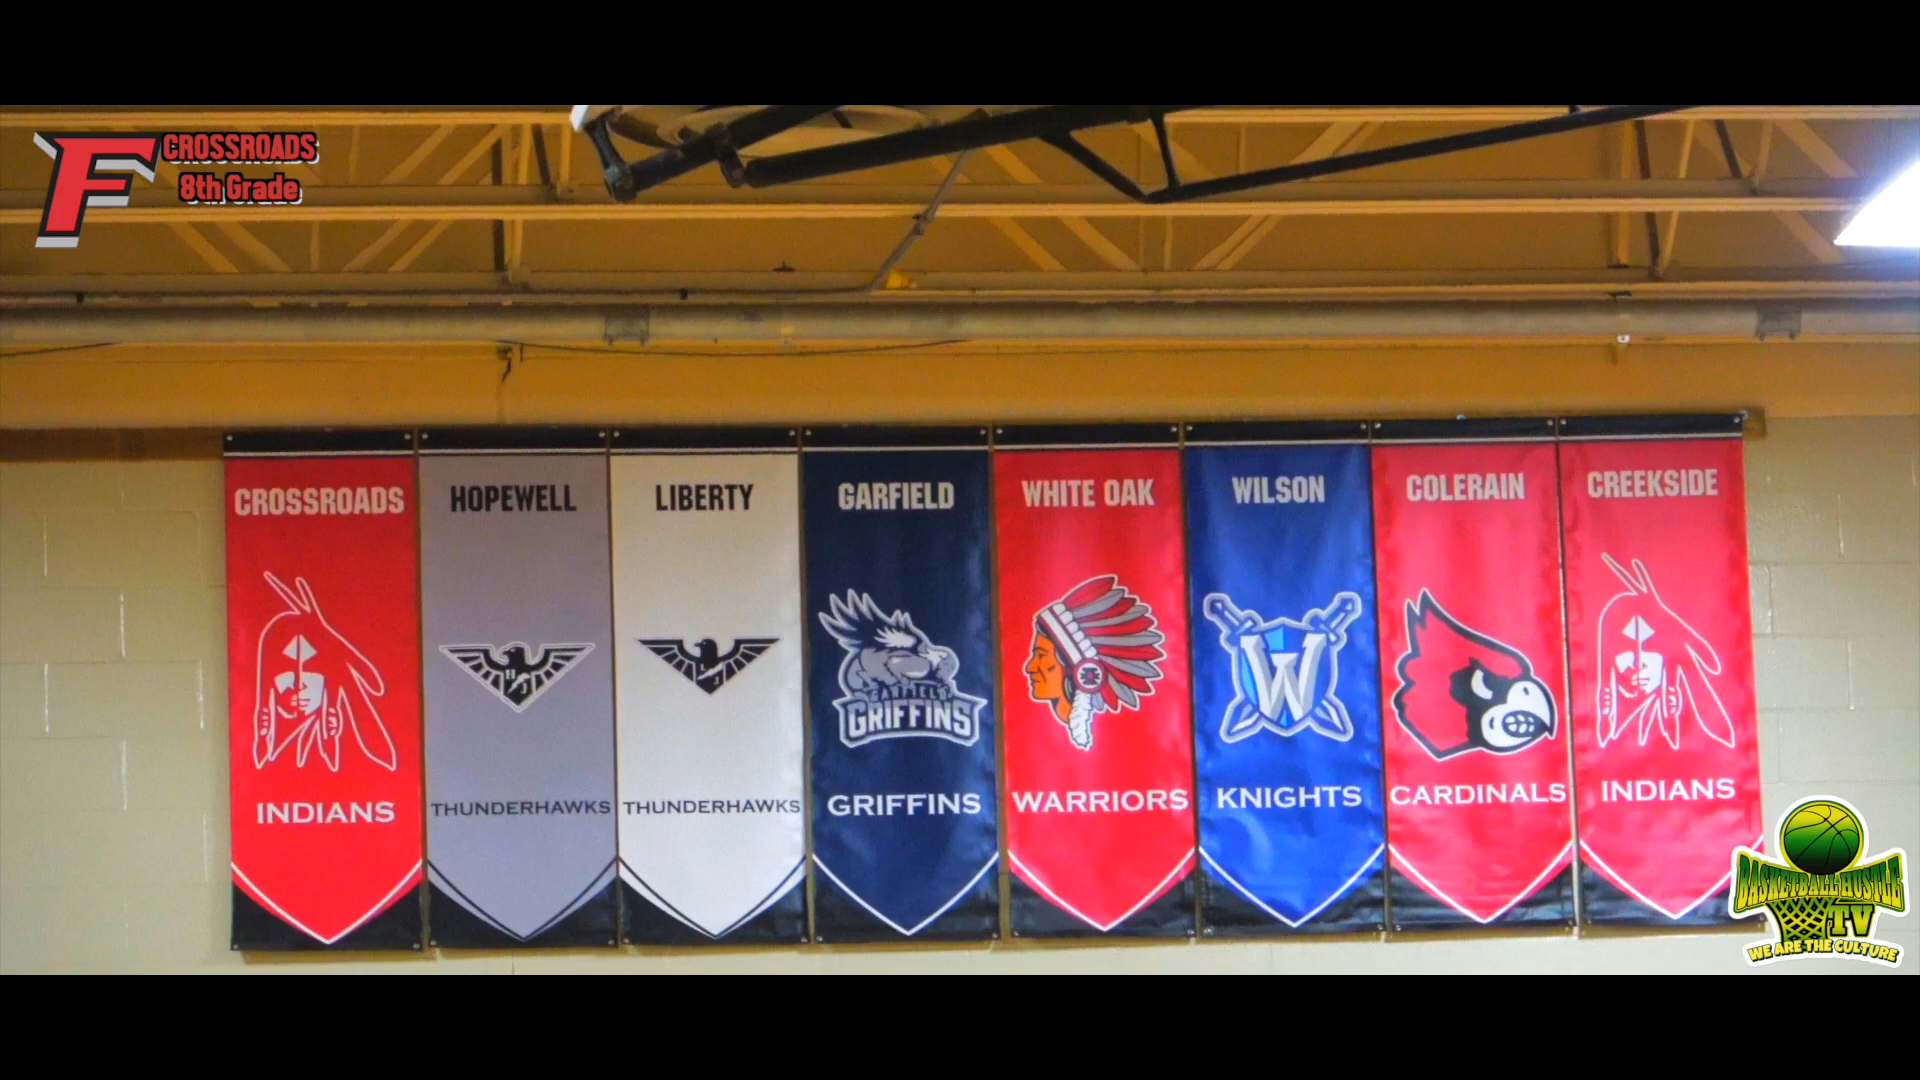 F CROSSROADS
8th Grade
CROSSROADS
INDIANS
HOPEWELL
H J
THUNDERHAWKS
LIBERTY
L J
THUNDERHAWKS
GARFIELD
GRIFFINS
GRIFFINS
WHITE OAK
WARRIORS
WILSON
W
KNIGHTS
COLERAIN
CARDINALS
CREEKSIDE
INDIANS
BASKETBALL HUSTLE
TV
WE ARE THE CULTURE